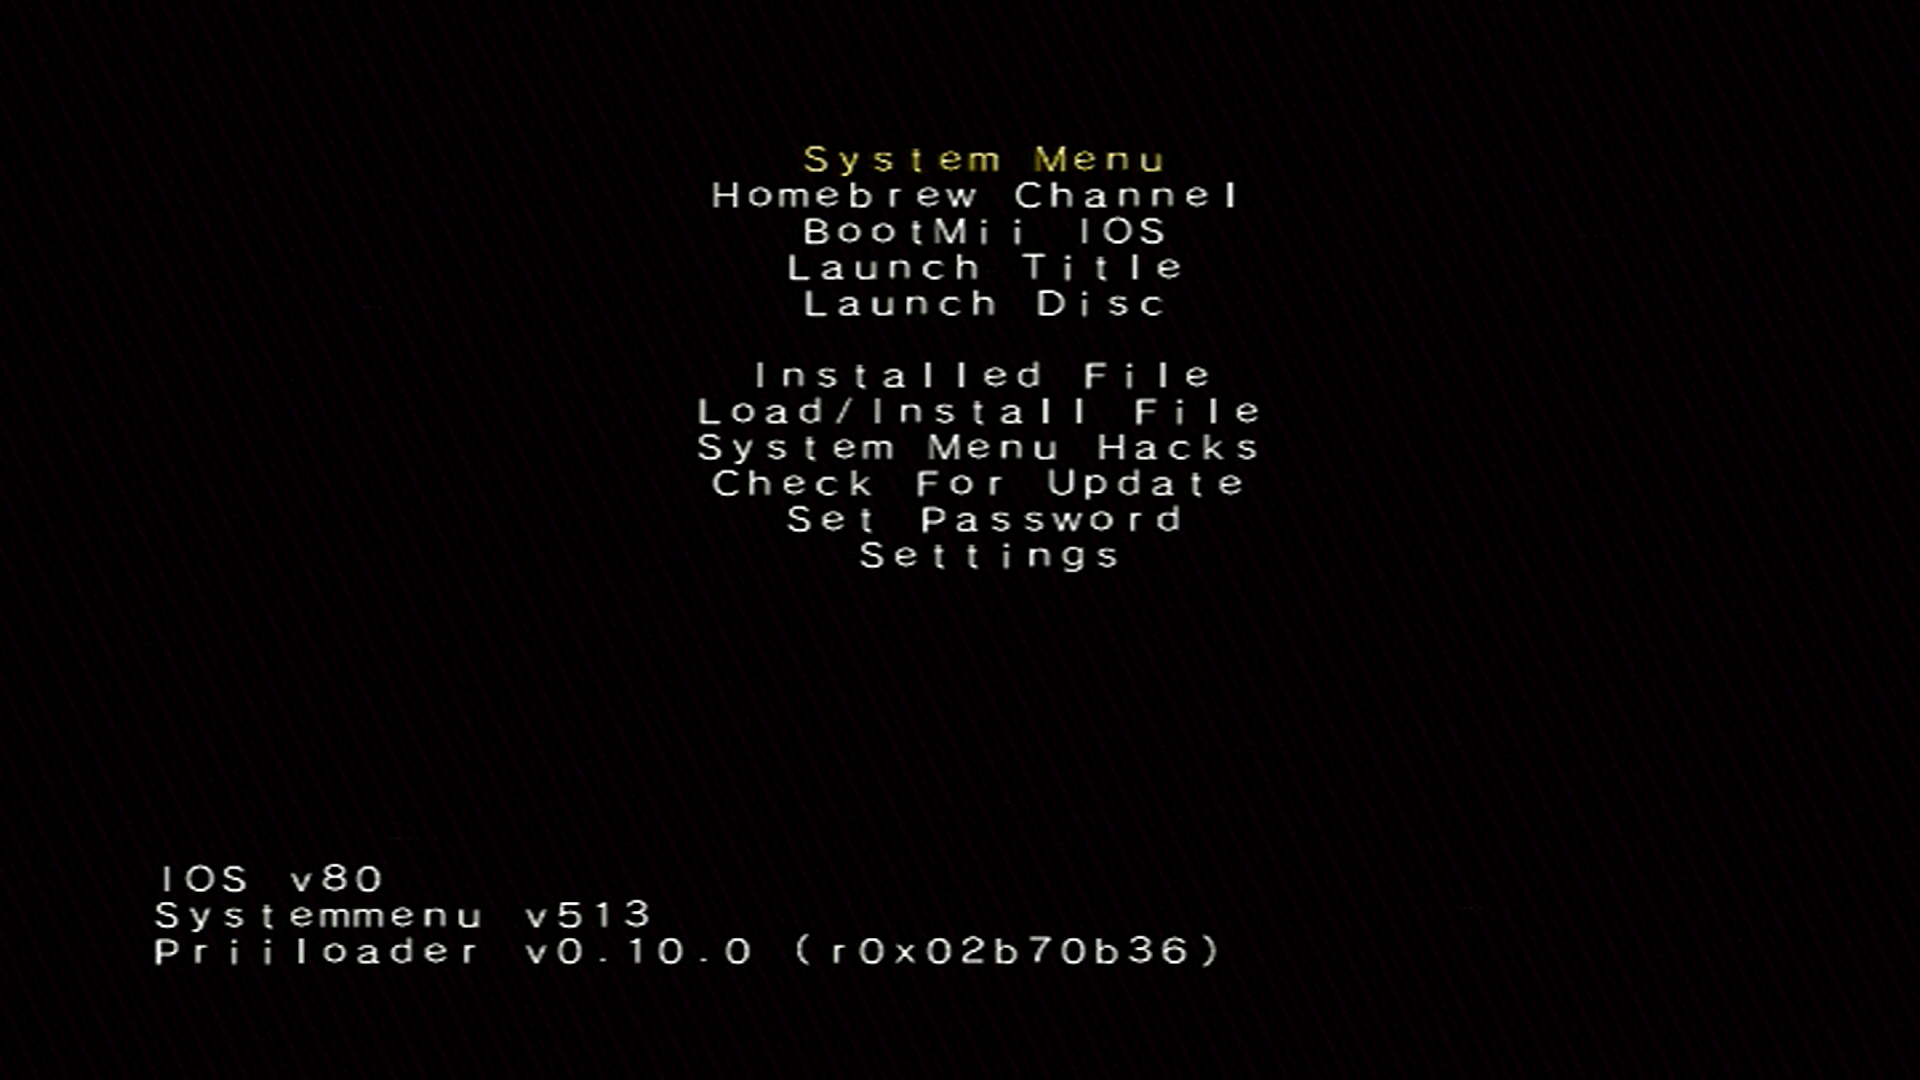 System Menu
Homebrew Channel
BootMii IOS
Launch Title
Launch Disc
Installed File
Load/Install File
System Menu Hacks
Check For Update
Set Password
Settings
IOS v80
Systemmenu v513
Priiloader v0.10.0 (r0x02b70b36)